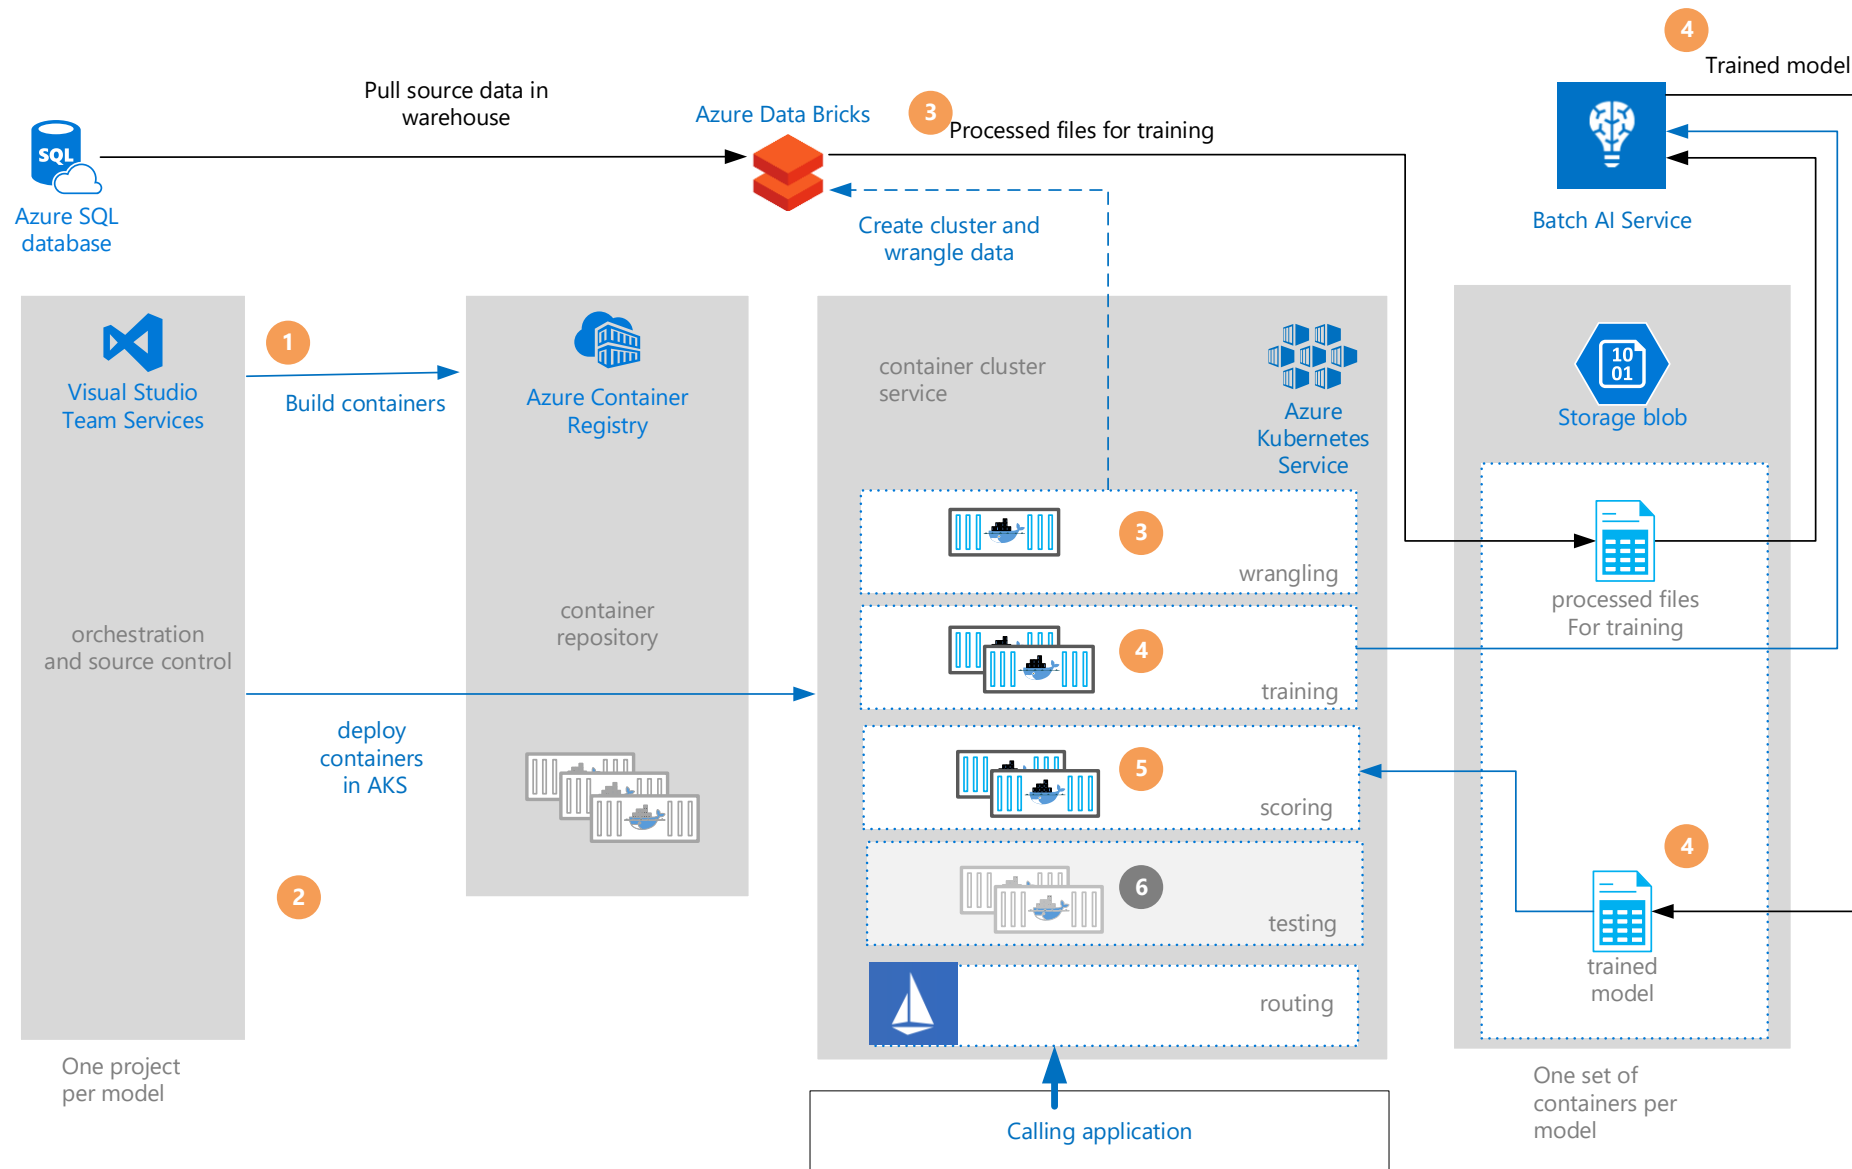 4
Trained model
Pull source data in
warehouse
Azure Data Bricks
3
Processed files for training
SQL
Azure SQL
database
Create cluster and
wrangle data
Batch AI Service
Visual Studio
Team Services
1
Build containers
Azure Container
Registry
container cluster
service
Azure
Kubernetes
Service
10
01
Storage blob
3
wrangling
processed files
For training
orchestration
and source control
container
repository
4
training
deploy
containers
in AKS
5
scoring
2
6
testing
4
trained
model
routing
One project
per model
Calling application
One set of
containers per
model